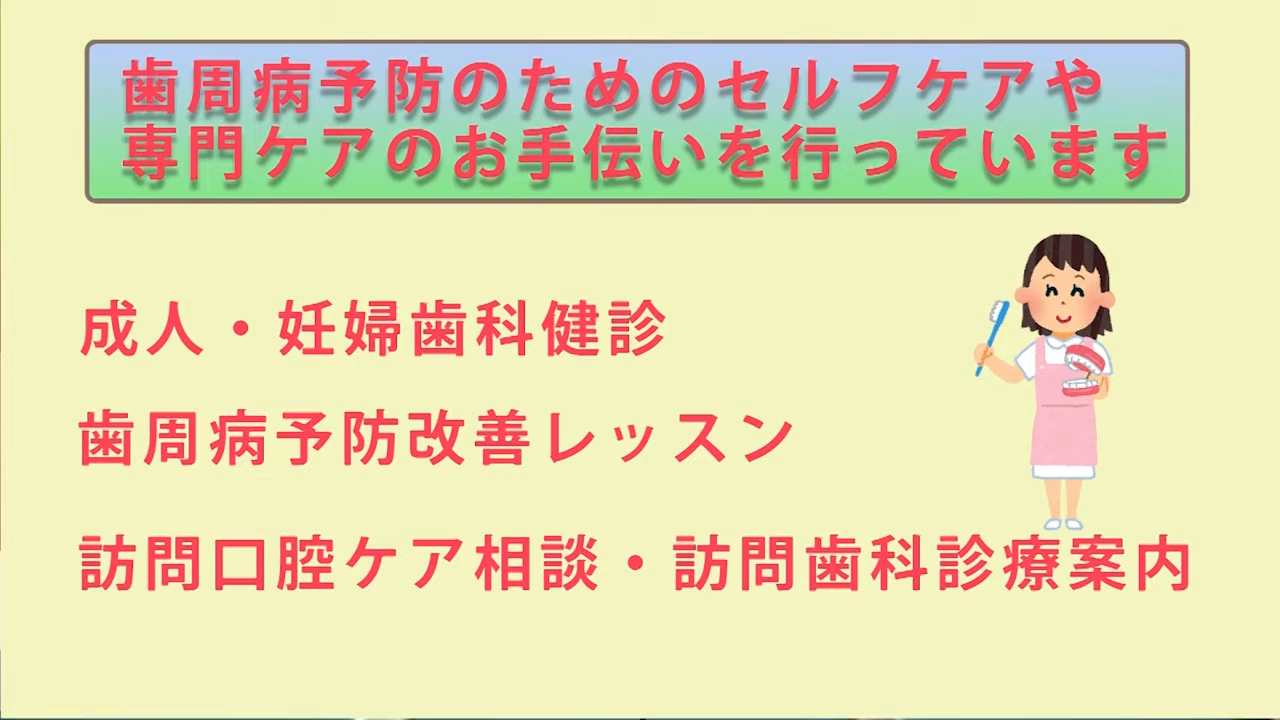 歯周病予防のためのセルフケアや
専門ケアのお手伝いを行っています
成人・妊婦歯科健診
歯周病予防改善レッスン
訪問口腔ケア相談・訪問歯科診療案内